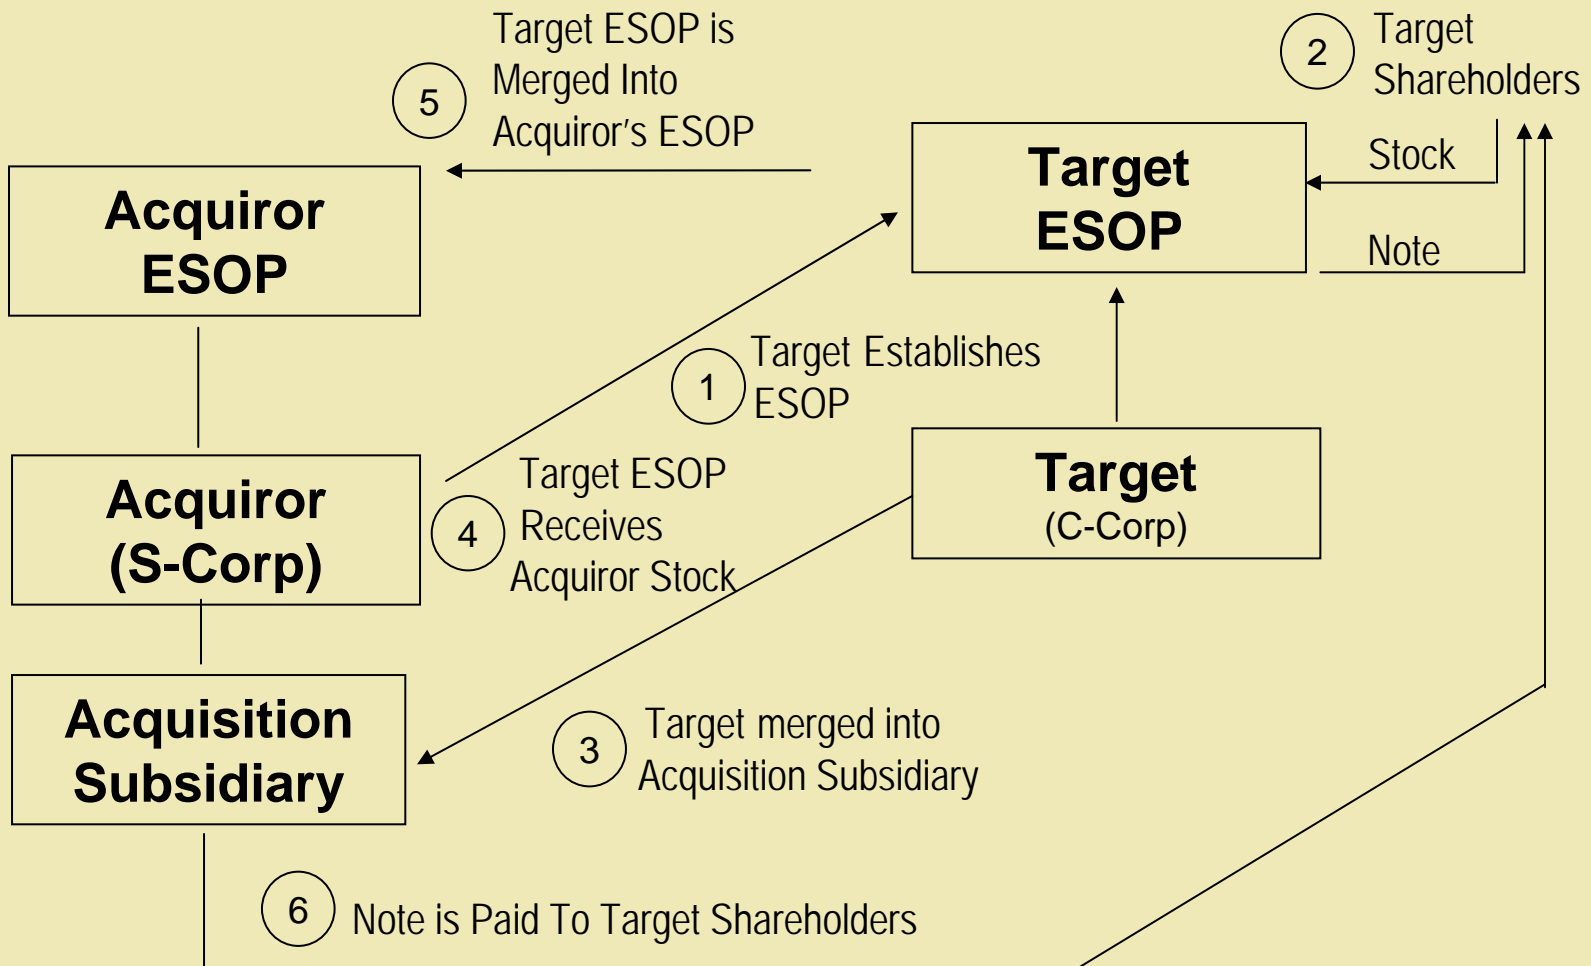 Target ESOP is
5 Merged Into
Acquiror's ESOP
2 Target
Shareholders
Acquiror
ESOP
Target
ESOP
Stock
Note
1 Target Establishes
ESOP
Acquiror
(S-Corp)
Target ESOP
4 Receives
Acquiror Stock
Target
(C-Corp)
Acquisition
Subsidiary
3 Target merged into
Acquisition Subsidiary
6 Note is Paid To Target Shareholders